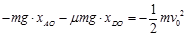 −mg·x_{AO} − μmg·x_{DO} = −\frac{1}{2}mv_0^2